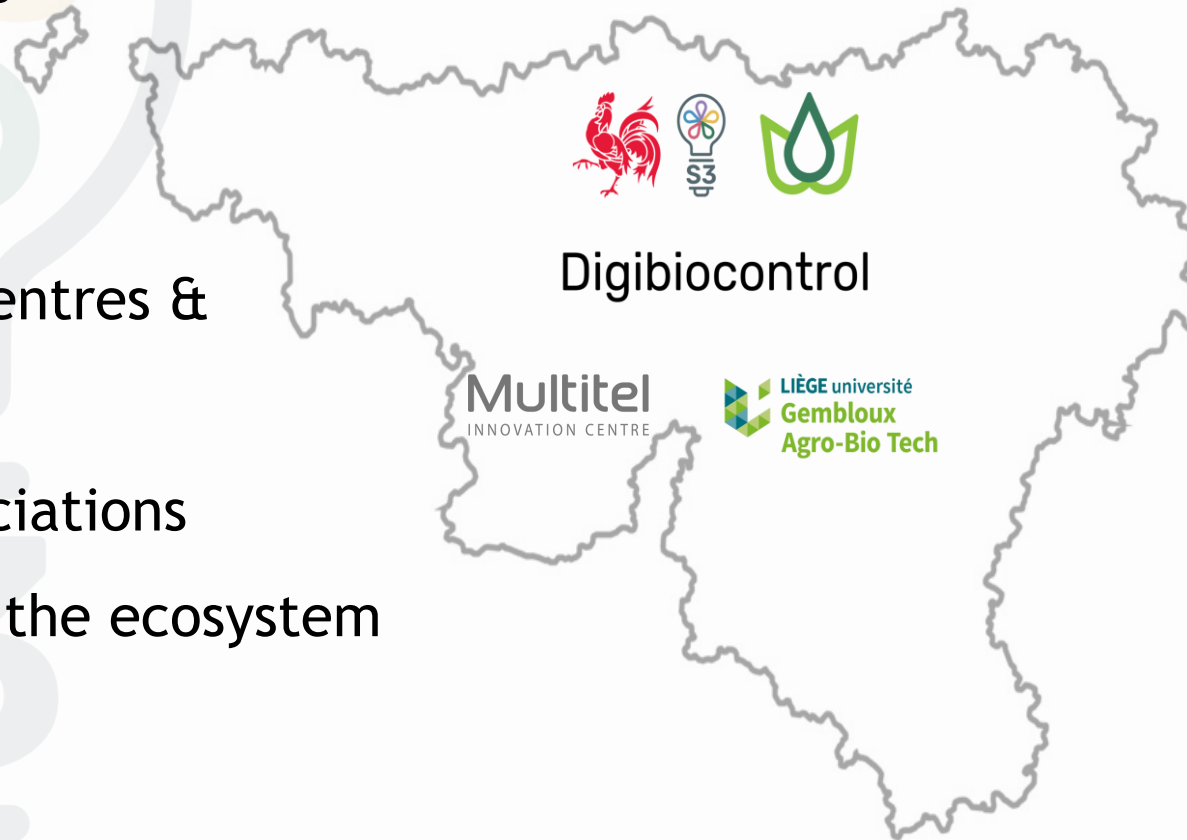 S3
Digibiocontrol
entres &
Multitel
INNOVATION CENTRE
LIÈGE université
Gembloux
Agro-Bio Tech
ciations
the ecosystem